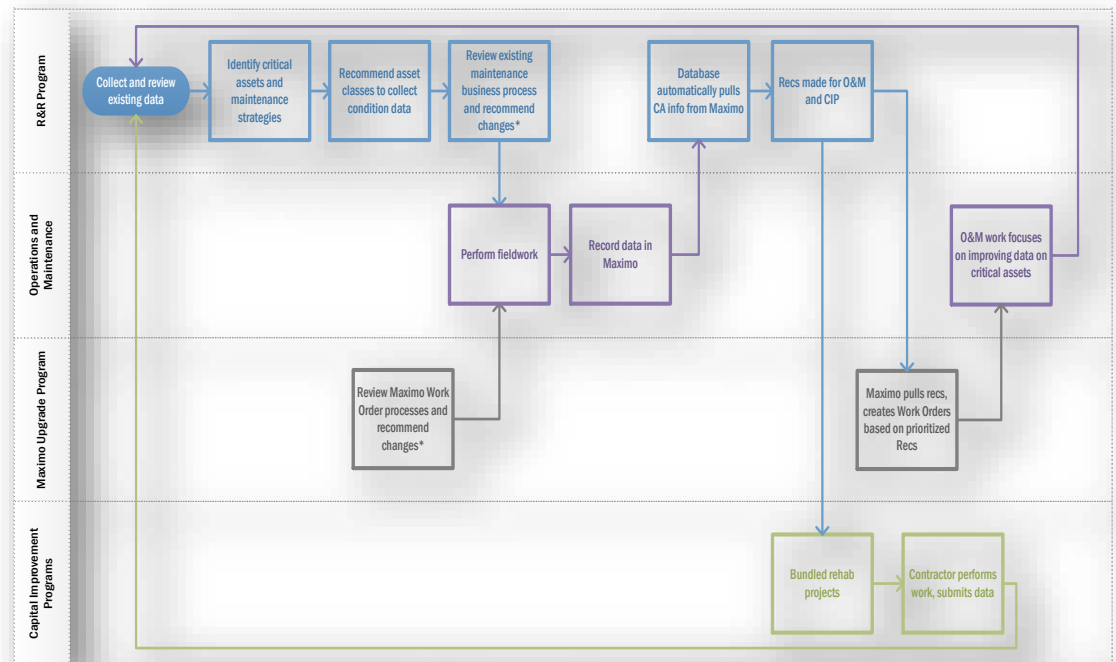 R&R Program
Collect and review
existing data
Identify critical
assets and
maintenance
strategies
Recommend asset
classes to collect
condition data
Review existing
maintenance
business process
and recommend
changes*
Database
automatically pulls
CA info from Maximo
Recs made for O&M
and CIP
Operations and
Maintenance
Perform fieldwork
Record data in
Maximo
O&M work focuses
on improving data on
critical assets
Maximo Upgrade Program
Review Maximo Work
Order processes and
recommend
changes*
Maximo pulls recs,
creates Work Orders
based on prioritized
Recs
Capital Improvement
Programs
Bundled rehab
projects
Contractor performs
work, submits data